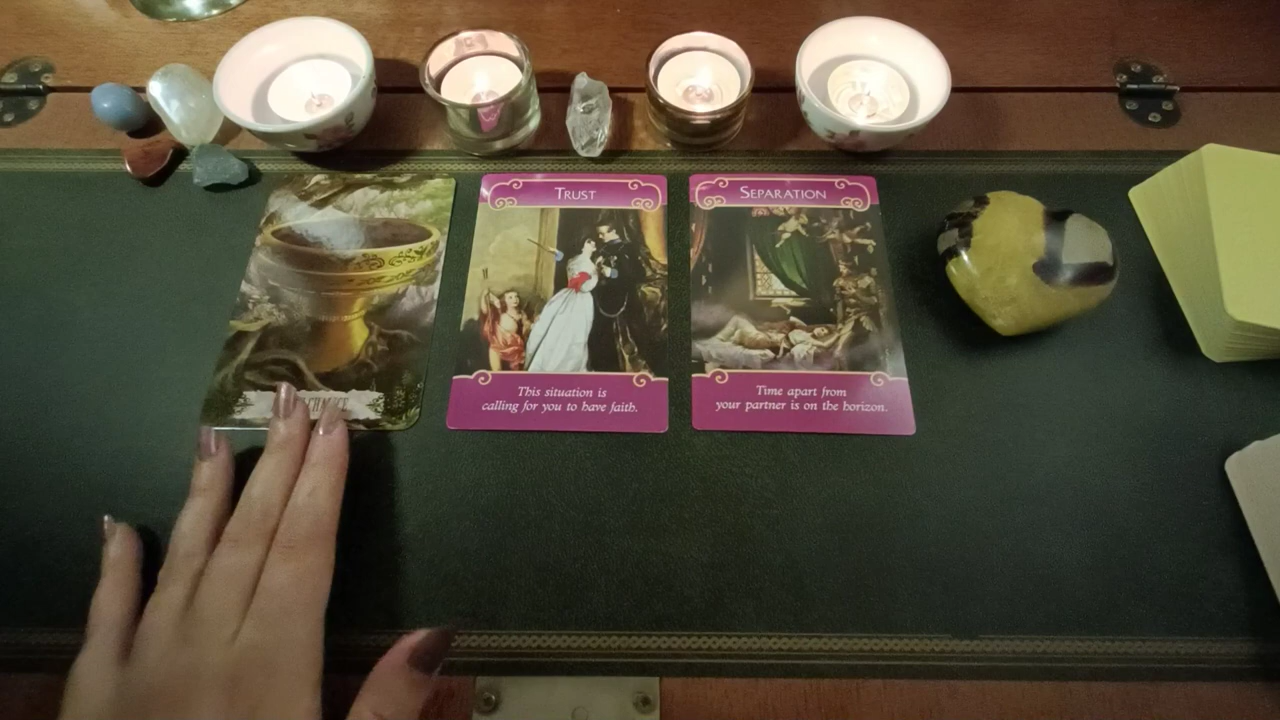 TRUST
This situation is
calling for you to have faith.
SEPARATION
Time apart from
your partner is on the horizon.